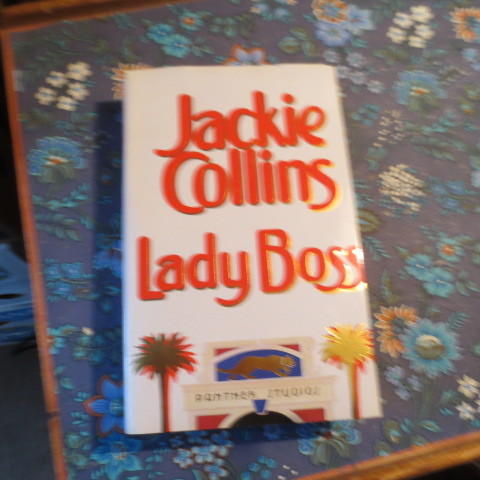 Jackie
Collins
Lady Boss
PANTHER STUDIOS